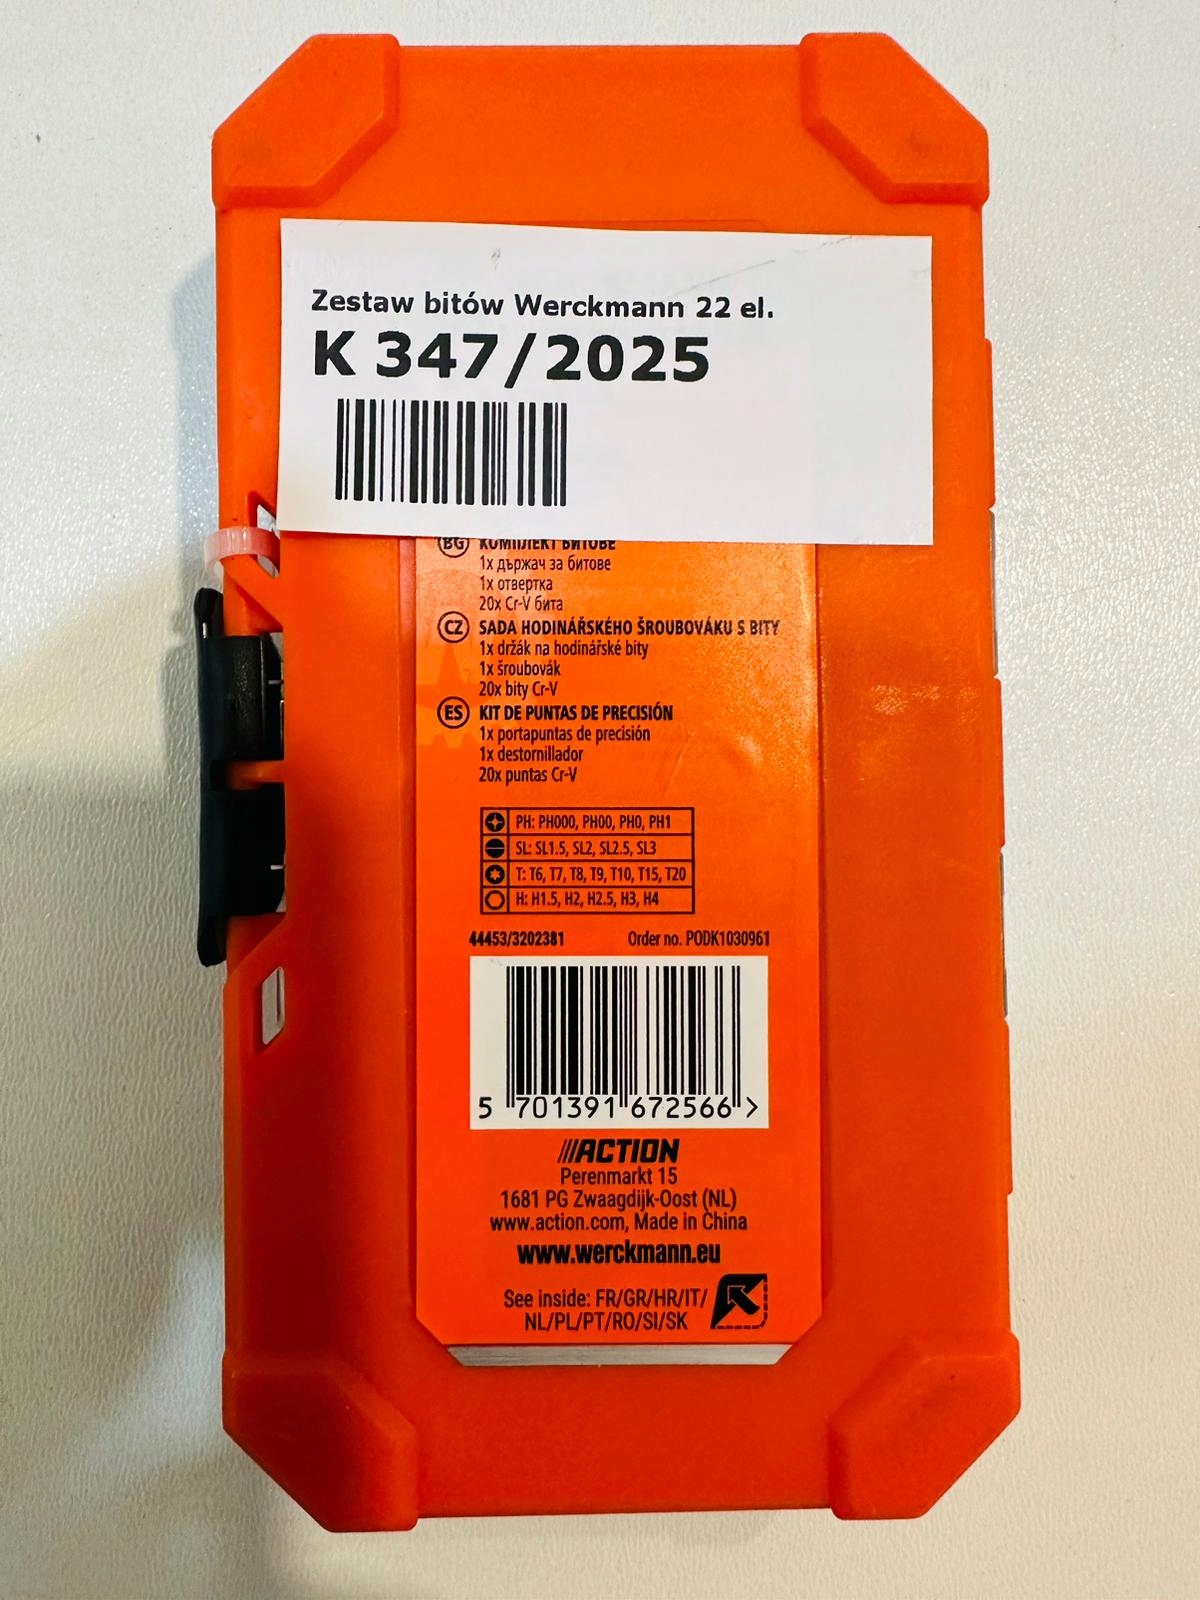 Zestaw bitów Werckmann 22 el.
K 347/2025
BG КОМПЛЕКТ БИТОВЕ
1x държач за битове
1x отвертка
20x Cr-V бита
CZ SADA HODINÁŘSKÉHO ŠROUBOVÁKU S BITY
1x držák na hodinářské bity
1x šroubovák
20x bity Cr-V
ES KIT DE PUNTAS DE PRECISIÓN
1x portapuntas de precisión
1x destornillador
20x puntas Cr-V
PH: PH000, PH00, PH0, PH1
SL: SL1.5, SL2, SL2.5, SL3
T: T6, T7, T8, T9, T10, T15, T20
H: H1.5, H2, H2.5, H3, H4
44453/3202381 Order no. PODK1030961
5 701391 672566 >
///ACTION
Perenmarkt 15
1681 PG Zwaagdijk-Oost (NL)
www.action.com, Made in China
www.werckmann.eu
See inside: FR/GR/HR/IT/
NL/PL/PT/RO/SI/SK